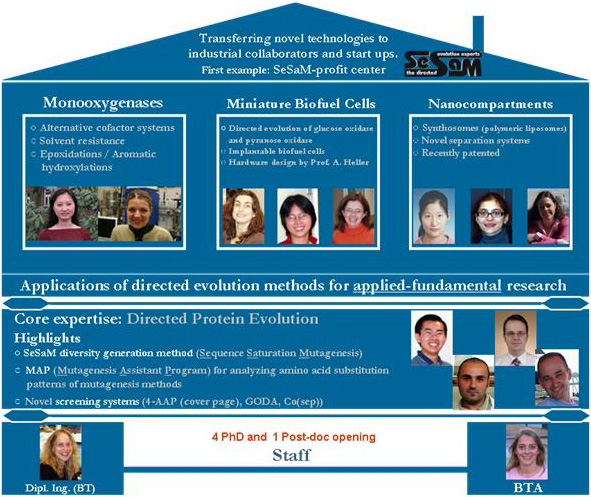 Transferring novel technologies to
industrial collaborators and start ups.
First example: SeSaM-profit center
evolution experts
SeSaM
the directed
Monooxygenases
Alternative cofactor systems
Solvent resistance
Epoxidations / Aromatic
hydroxylations
Miniature Biofuel Cells
Directed evolution of glucose oxidase
and pyranose oxidase
Implantable biofuel cells
Hardware design by Prof. A. Heller
Nanocompartments
Synthosomes (polymeric liposomes)
Novel separation systems
Recently patented
Applications of directed evolution methods for applied-fundamental research
Core expertise: Directed Protein Evolution
Highlights
SeSaM diversity generation method (Sequence Saturation Mutagenesis)
MAP (Mutagenesis Assistant Program) for analyzing amino acid substitution
patterns of mutagenesis methods
Novel screening systems (4-AAP (cover page), GODA, Co(sep))
4 PhD and 1 Post-doc opening
Staff
Dipl. Ing. (BT)
BTA